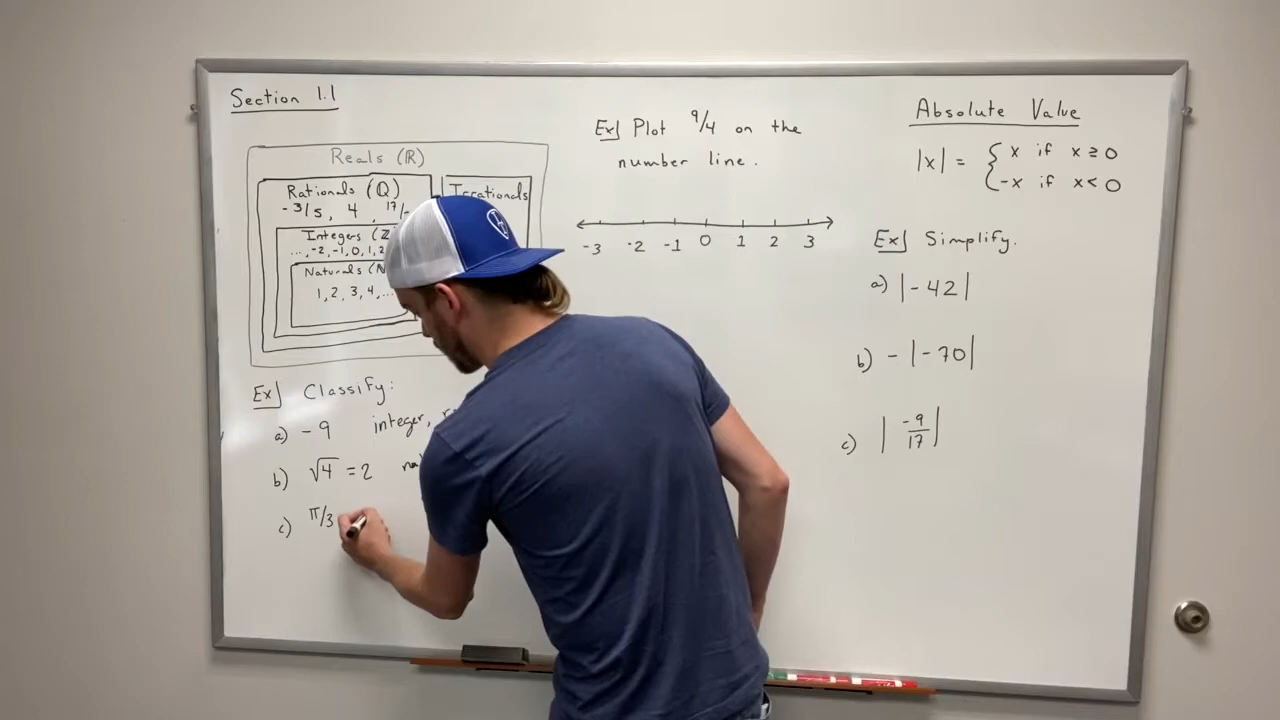 Section 1.1
Reals (ℝ)
Rationals (ℚ)
-3/5, 4, 17/
Irrationals
Integers (ℤ
..., -2, -1, 0, 1, 2
Naturals (ℕ
1, 2, 3, 4, ...
Ex] Classify:
a) -9 integer,
b) √4 = 2
c) π/3
Ex] Plot 9/4 on the
number line.
-3 -2 -1 0 1 2 3
Absolute Value
|x| = { x if x ≥ 0
-x if x < 0
Ex] Simplify.
a) |-42|
b) -|-70|
c) |-9/17|